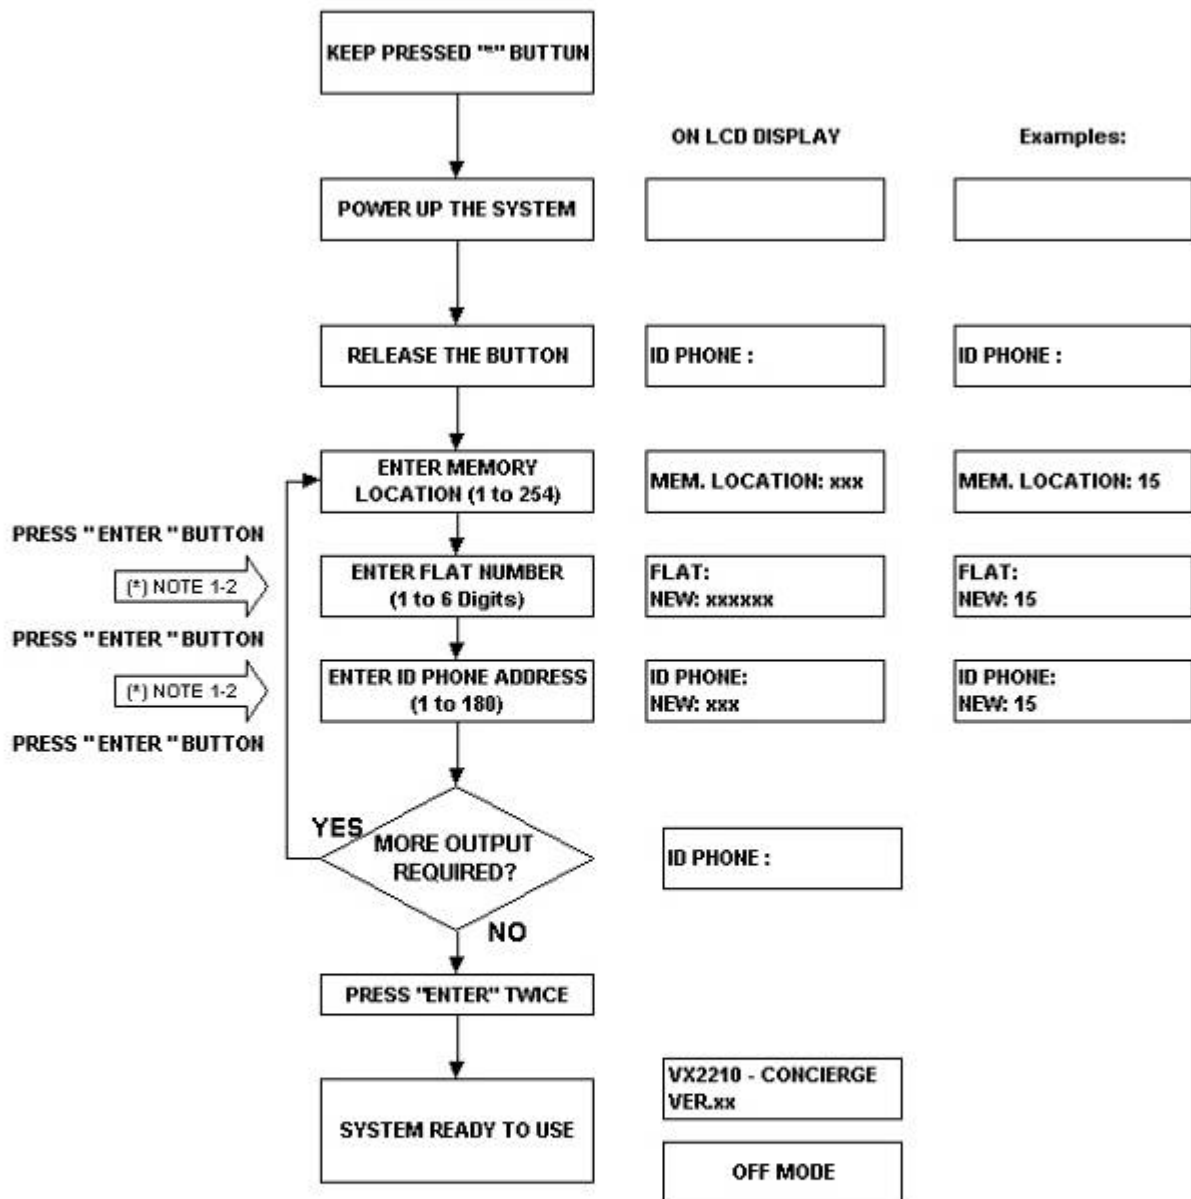 KEEP PRESSED "*" BUTTUN
ON LCD DISPLAY
Examples:
POWER UP THE SYSTEM
RELEASE THE BUTTON
ID PHONE :
ID PHONE :
ENTER MEMORY
LOCATION (1 to 254)
MEM. LOCATION: xxx
MEM. LOCATION: 15
PRESS " ENTER " BUTTON
(*) NOTE 1-2
ENTER FLAT NUMBER
(1 to 6 Digits)
FLAT:
NEW: xxxxxx
FLAT:
NEW: 15
PRESS " ENTER " BUTTON
(*) NOTE 1-2
ENTER ID PHONE ADDRESS
(1 to 180)
ID PHONE:
NEW: xxx
ID PHONE:
NEW: 15
PRESS " ENTER " BUTTON
YES
MORE OUTPUT
REQUIRED?
ID PHONE :
NO
PRESS "ENTER" TWICE
SYSTEM READY TO USE
VX2210 - CONCIERGE
VER.xx
OFF MODE